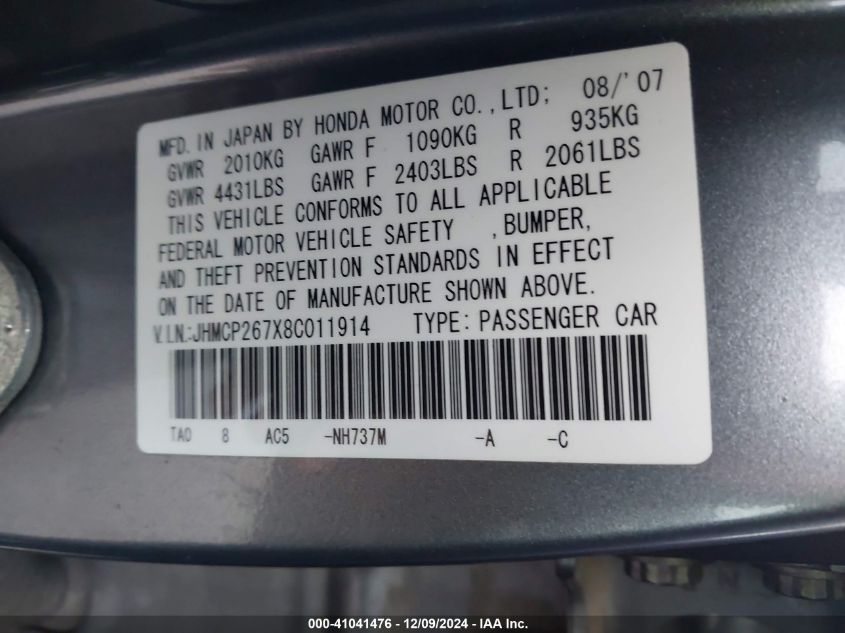 MFD. IN JAPAN BY HONDA MOTOR CO., LTD; 08/'07
GVWR 2010KG GAWR F 1090KG R 935KG
GVWR 4431LBS GAWR F 2403LBS R 2061LBS
THIS VEHICLE CONFORMS TO ALL APPLICABLE
FEDERAL MOTOR VEHICLE SAFETY , BUMPER,
AND THEFT PREVENTION STANDARDS IN EFFECT
ON THE DATE OF MANUFACTURE SHOWN ABOVE.
V.I.N.:JHMCP267X8C011914 TYPE: PASSENGER CAR
TA0 8 AC5 -NH737M -A -C
000-41041476 - 12/09/2024 - IAA Inc.